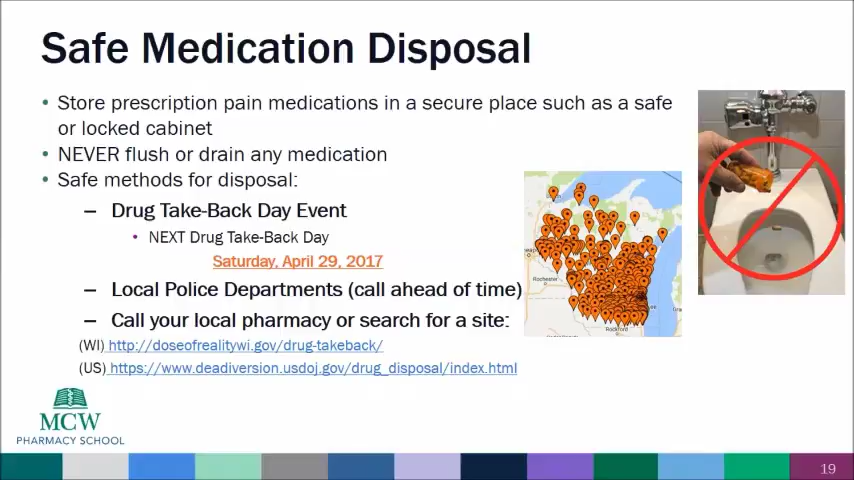 Safe Medication Disposal
• Store prescription pain medications in a secure place such as a safe
or locked cabinet
• NEVER flush or drain any medication
• Safe methods for disposal:
– Drug Take-Back Day Event
• NEXT Drug Take-Back Day
Saturday, April 29, 2017
– Local Police Departments (call ahead of time)
– Call your local pharmacy or search for a site:
(WI) http://doseofrealitywi.gov/drug-takeback/
(US) https://www.deadiversion.usdoj.gov/drug_disposal/index.html
Rochester
Rockford
MCW
PHARMACY SCHOOL
19